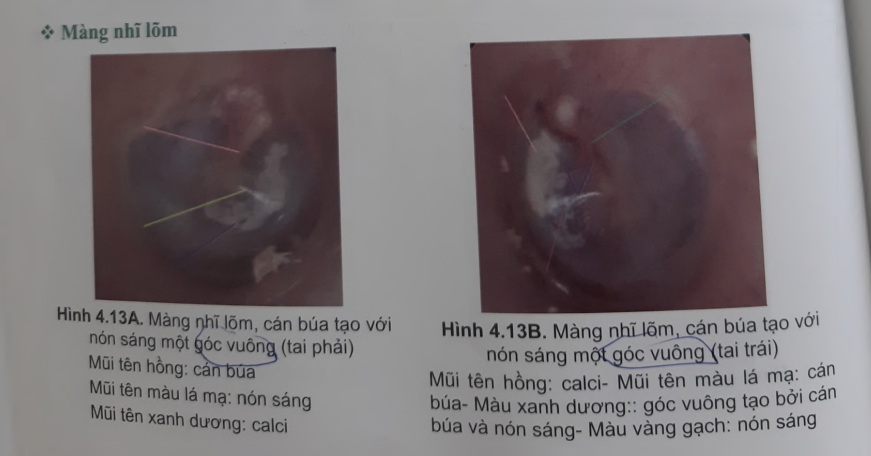 ❖ Màng nhĩ lõm
Hình 4.13A. Màng nhĩ lõm, cán búa tạo với
nón sáng một góc vuông (tai phải)
Mũi tên hồng: cán búa
Mũi tên màu lá mạ: nón sáng
Mũi tên xanh dương: calci
Hình 4.13B. Màng nhĩ lõm, cán búa tạo với
nón sáng một góc vuông (tai trái)
Mũi tên hồng: calci- Mũi tên màu lá mạ: cán
búa- Màu xanh dương:: góc vuông tạo bởi cán
búa và nón sáng- Màu vàng gạch: nón sáng